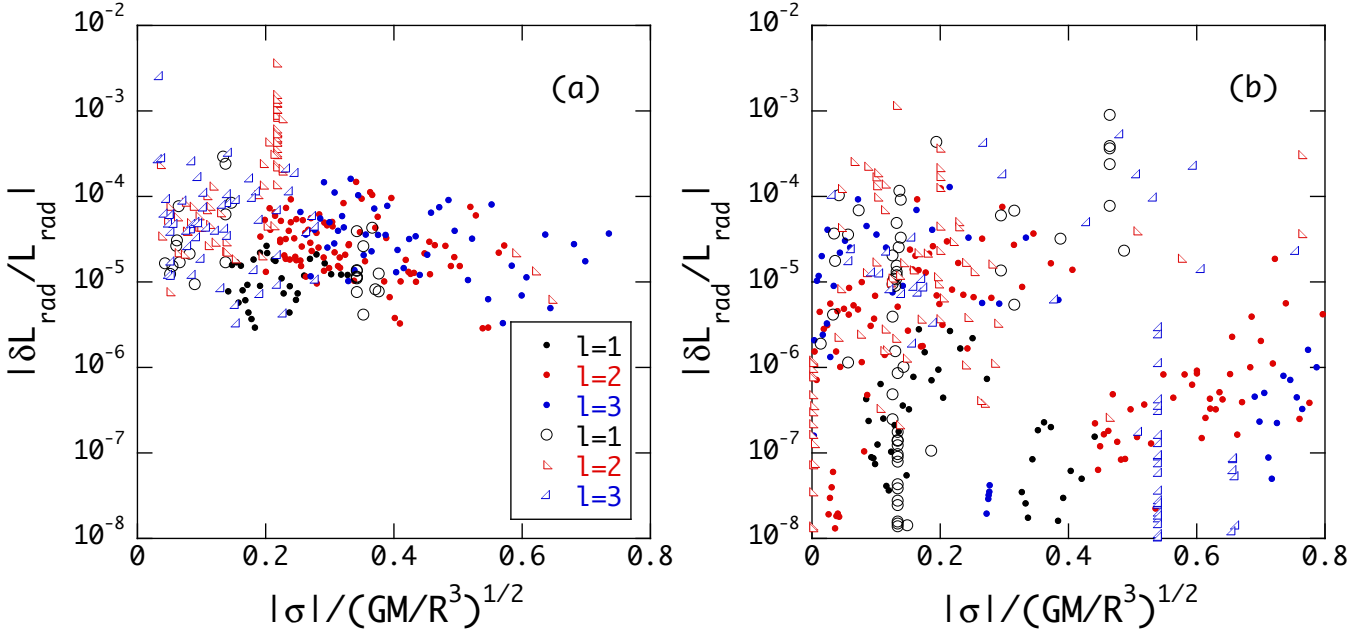 10⁻²
10⁻³
10⁻⁴
10⁻⁵
10⁻⁶
10⁻⁷
10⁻⁸
|δL_rad/L_rad|
(a)
l=1
l=2
l=3
l=1
l=2
l=3
0 0.2 0.4 0.6 0.8
|σ|/(GM/R³)^1/2
10⁻²
10⁻³
10⁻⁴
10⁻⁵
10⁻⁶
10⁻⁷
10⁻⁸
|δL_rad/L_rad|
(b)
0 0.2 0.4 0.6 0.8
|σ|/(GM/R³)^1/2